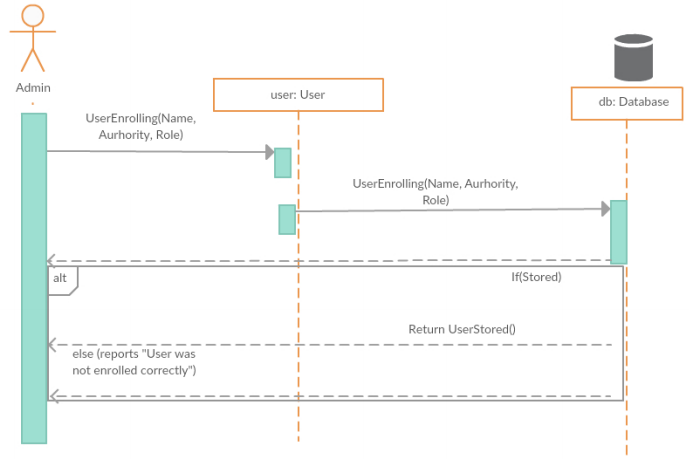 Admin
user: User
db: Database
UserEnrolling(Name,
Aurhority, Role)
UserEnrolling(Name, Aurhority,
Role)
alt
If(Stored)
Return UserStored()
else (reports "User was
not enrolled correctly")